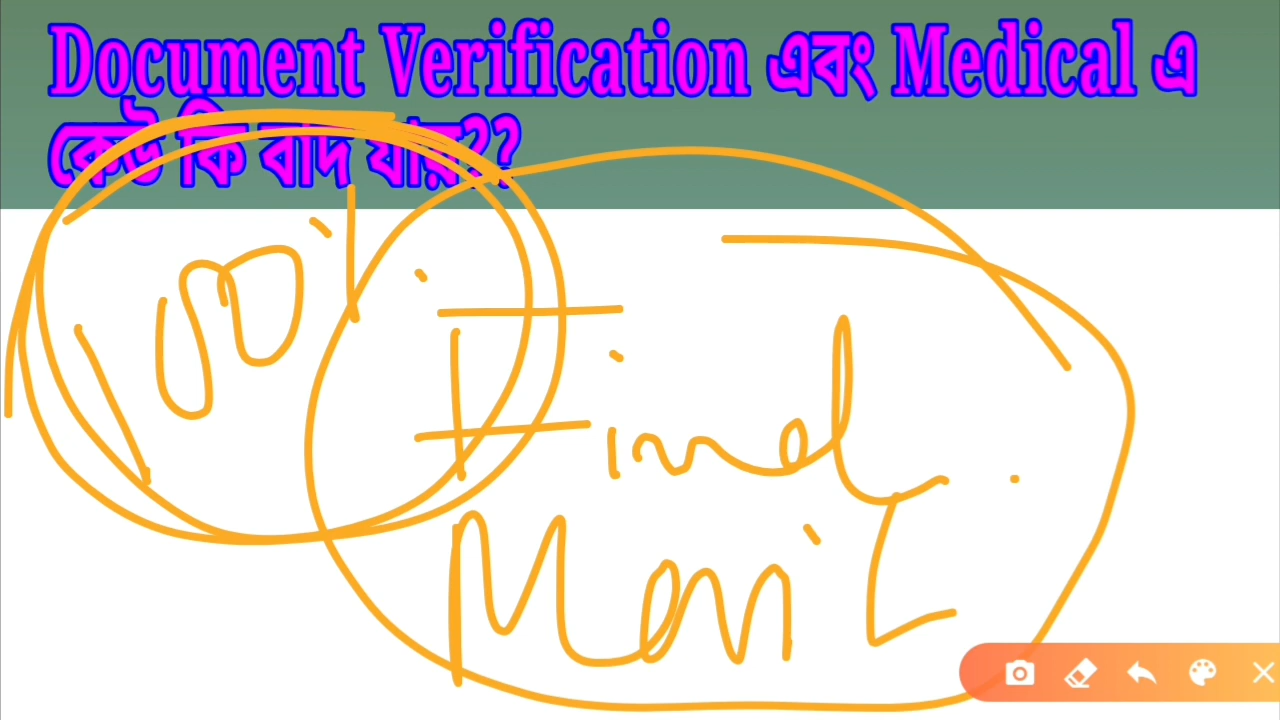 Document Verification এবং Medical এ
কেউ কি বাদ যায়??
100%
Final
Merit